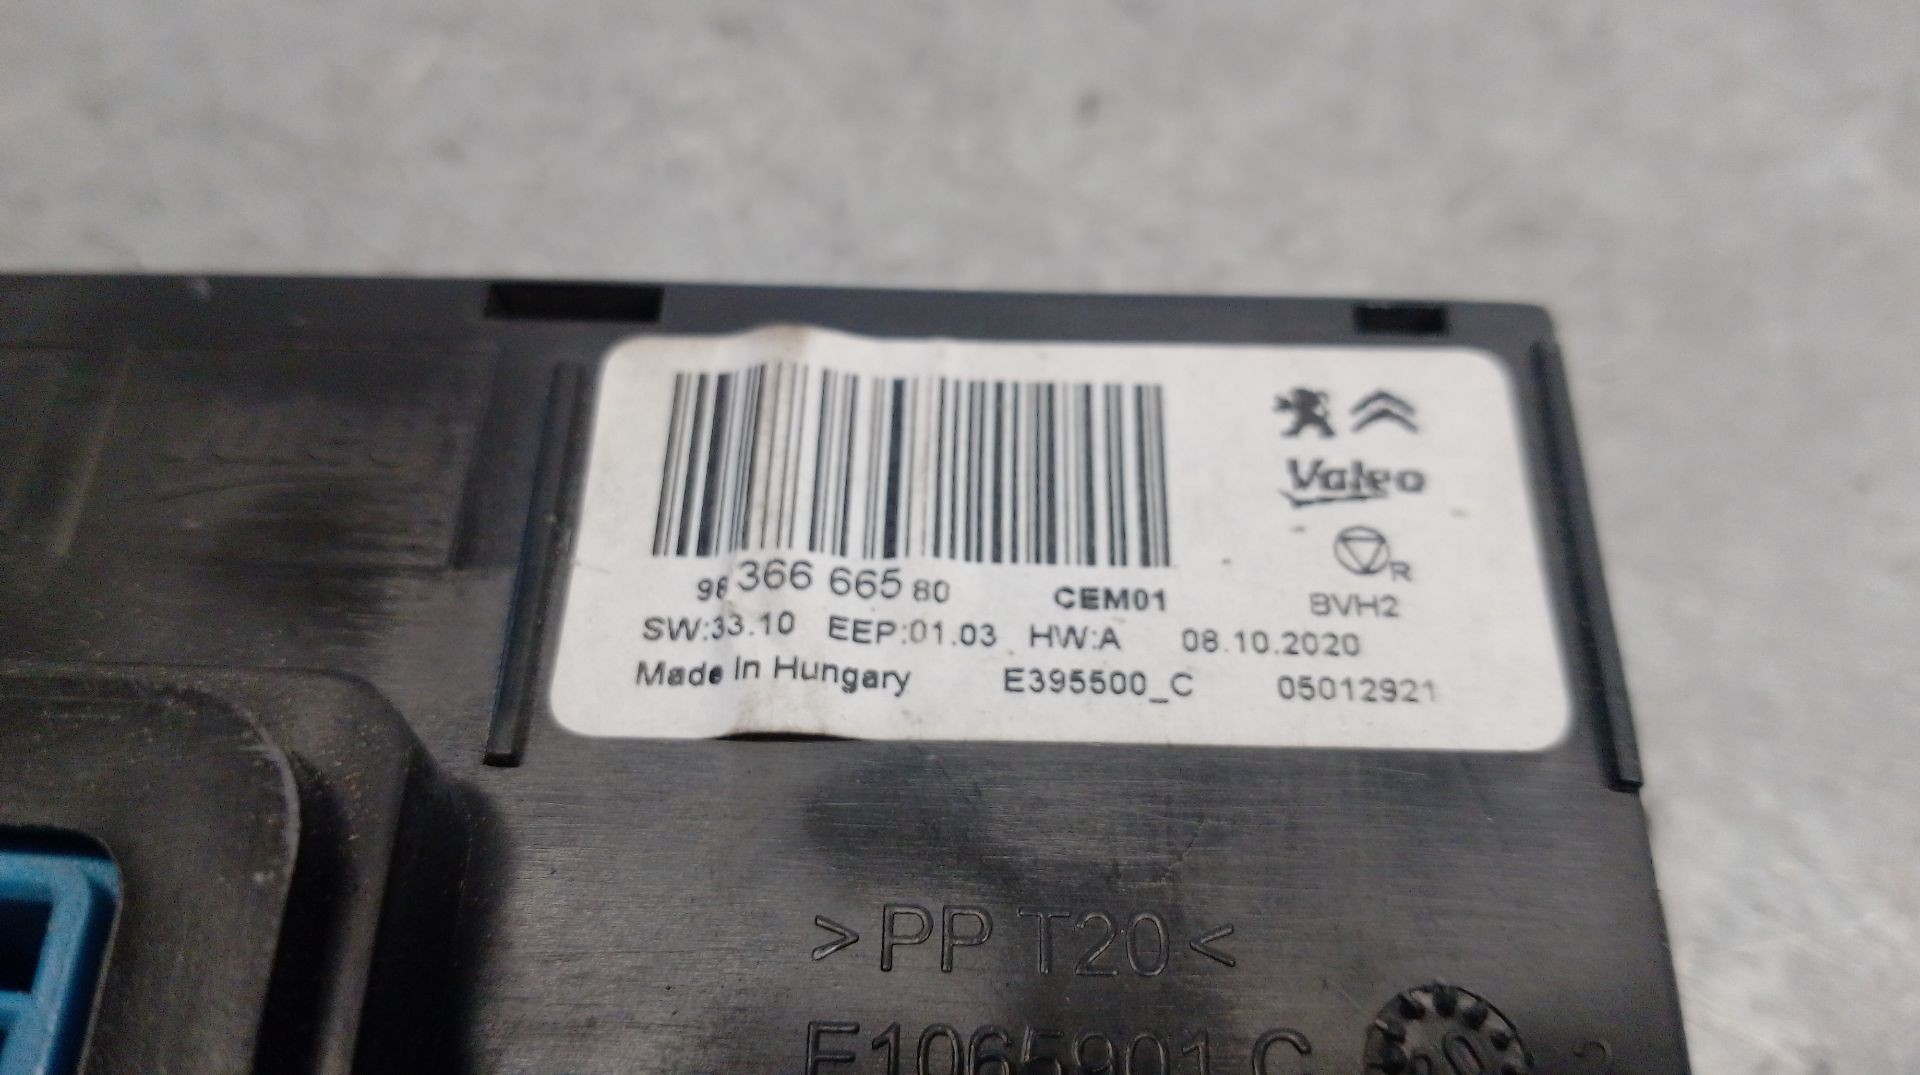 Valeo
R
98 366 665 80 CEM01 BVH2
SW:33.10 EEP:01.03 HW:A 08.10.2020
Made In Hungary E395500_C 05012921
>PP T20<
E1065901 C